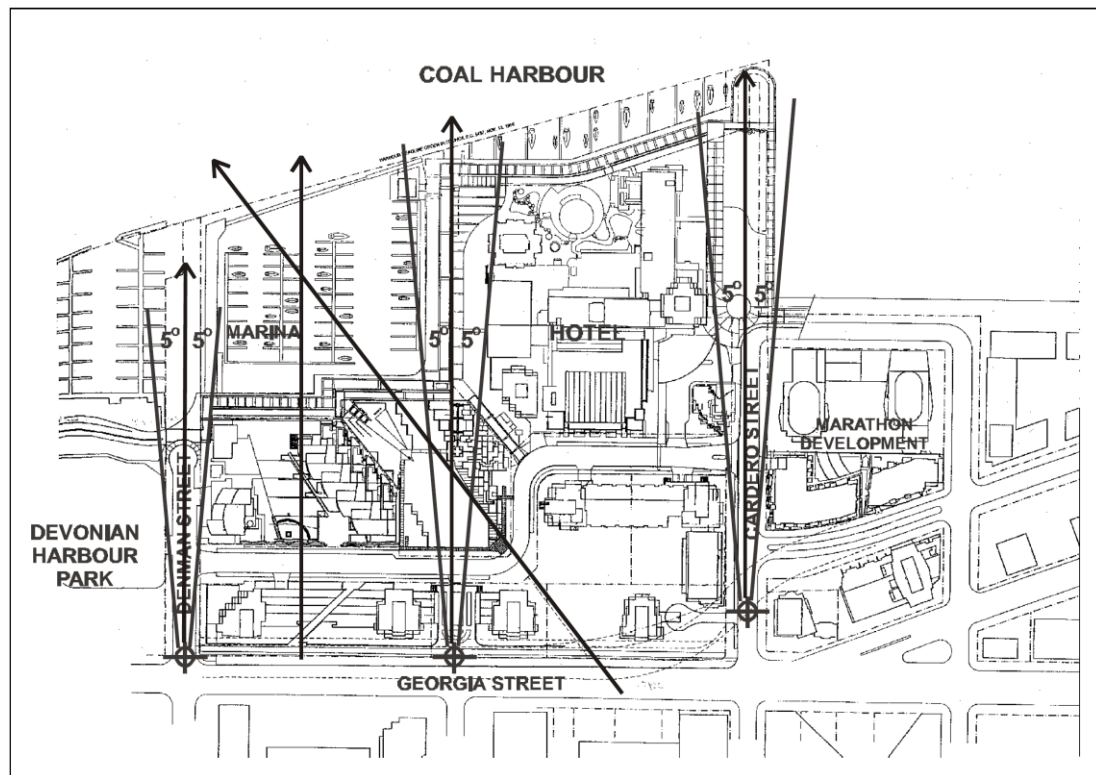 COAL HARBOUR
5° 5°
5° 5°
MARINA
5° 5°
HOTEL
MARATHON
DEVELOPMENT
CARDERO STREET
DENMAN STREET
DEVONIAN
HARBOUR
PARK
GEORGIA STREET